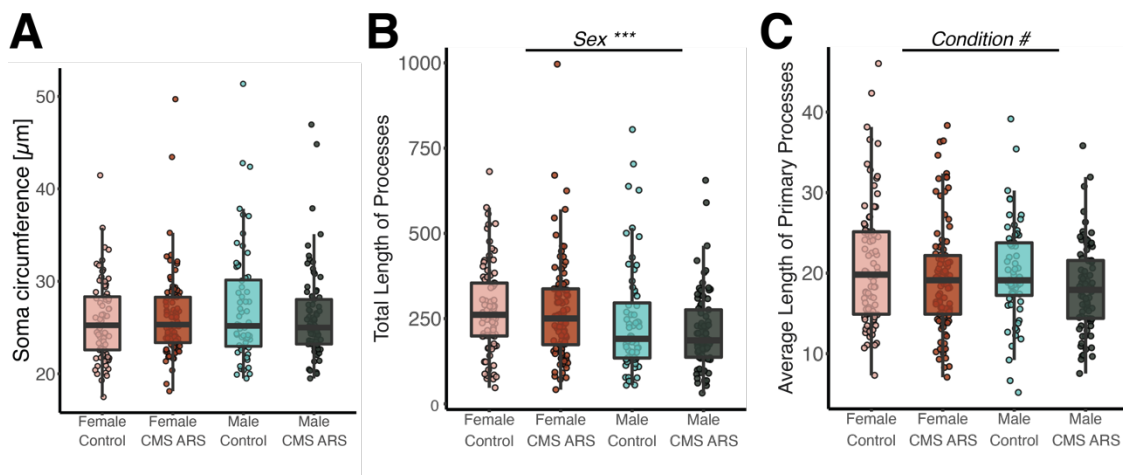 A
Soma circumference [µm]
50
40
30
20
Female
Control
Female
CMS ARS
Male
Control
Male
CMS ARS
B
Sex ***
Total Length of Processes
1000
750
500
250
0
Female
Control
Female
CMS ARS
Male
Control
Male
CMS ARS
C
Condition #
Average Length of Primary Processes
40
30
20
10
Female
Control
Female
CMS ARS
Male
Control
Male
CMS ARS